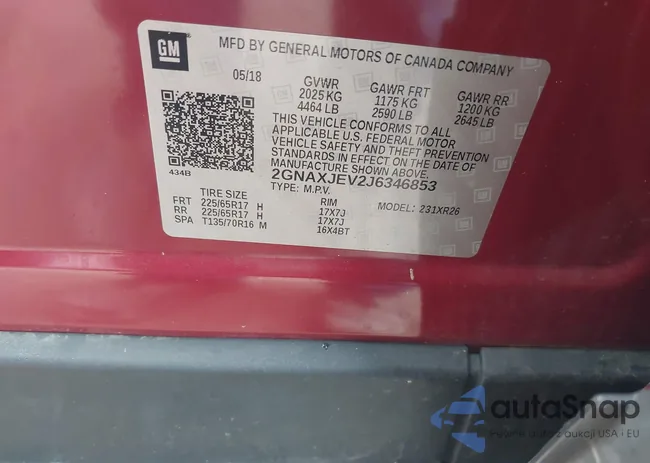 GM
MFD BY GENERAL MOTORS OF CANADA COMPANY
05/18 GVWR GAWR FRT GAWR RR
2025 KG 1175 KG 1200 KG
4464 LB 2590 LB 2645 LB
THIS VEHICLE CONFORMS TO ALL
APPLICABLE U.S. FEDERAL MOTOR
VEHICLE SAFETY AND THEFT PREVENTION
STANDARDS IN EFFECT ON THE DATE OF
MANUFACTURE SHOWN ABOVE.
2GNAXJEV2J6346853
434B TYPE: M.P.V. MODEL: 231XR26
TIRE SIZE RIM
FRT 225/65R17 H 17X7J
RR 225/65R17 H 17X7J
SPA T135/70R16 M 16X4BT
autoSnap
aukcji USA · EU